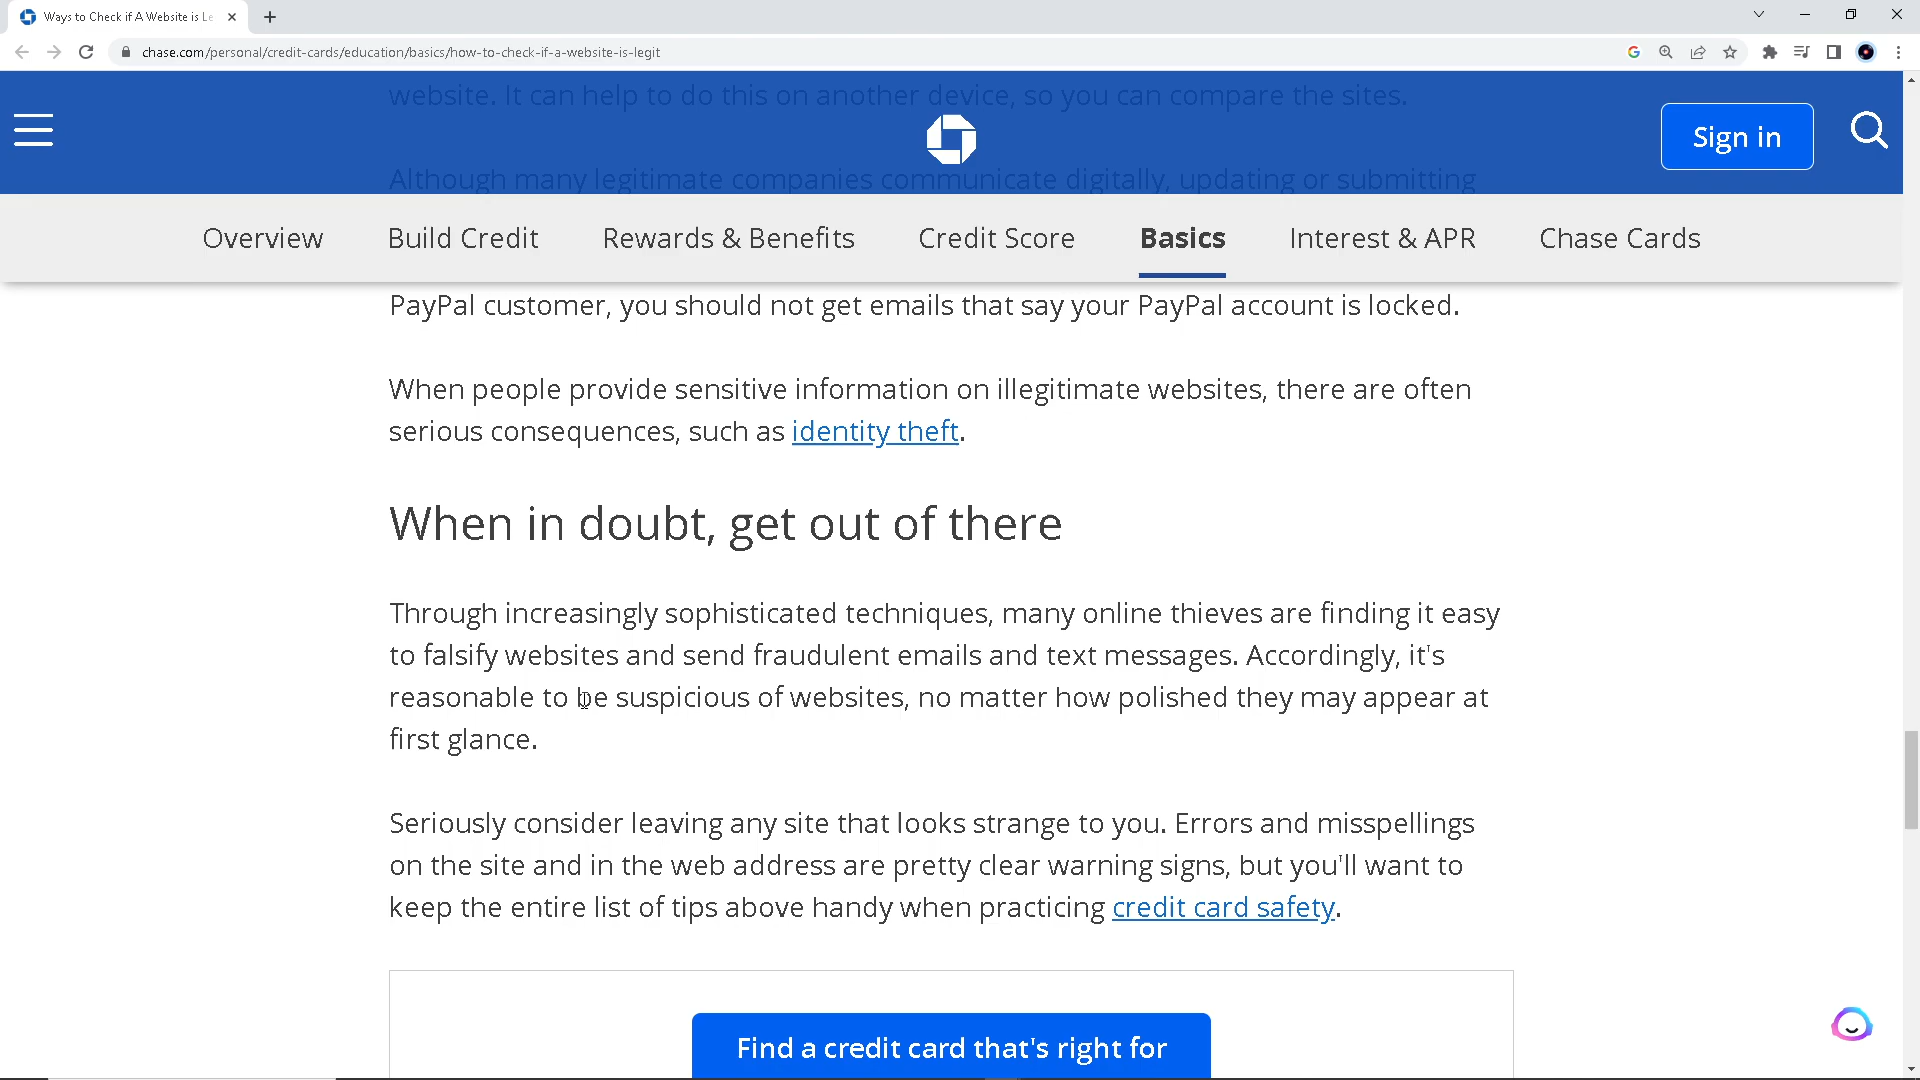 Ways to Check if A Website is Le
chase.com/personal/credit-cards/education/basics/how-to-check-if-a-website-is-legit
website. It can help to do this on another device, so you can compare the sites.
Sign in
Although many legitimate companies communicate digitally, updating or submitting
Overview Build Credit Rewards & Benefits Credit Score Basics Interest & APR Chase Cards
PayPal customer, you should not get emails that say your PayPal account is locked.
When people provide sensitive information on illegitimate websites, there are often
serious consequences, such as identity theft.
When in doubt, get out of there
Through increasingly sophisticated techniques, many online thieves are finding it easy
to falsify websites and send fraudulent emails and text messages. Accordingly, it's
reasonable to be suspicious of websites, no matter how polished they may appear at
first glance.
Seriously consider leaving any site that looks strange to you. Errors and misspellings
on the site and in the web address are pretty clear warning signs, but you'll want to
keep the entire list of tips above handy when practicing credit card safety.
Find a credit card that's right for